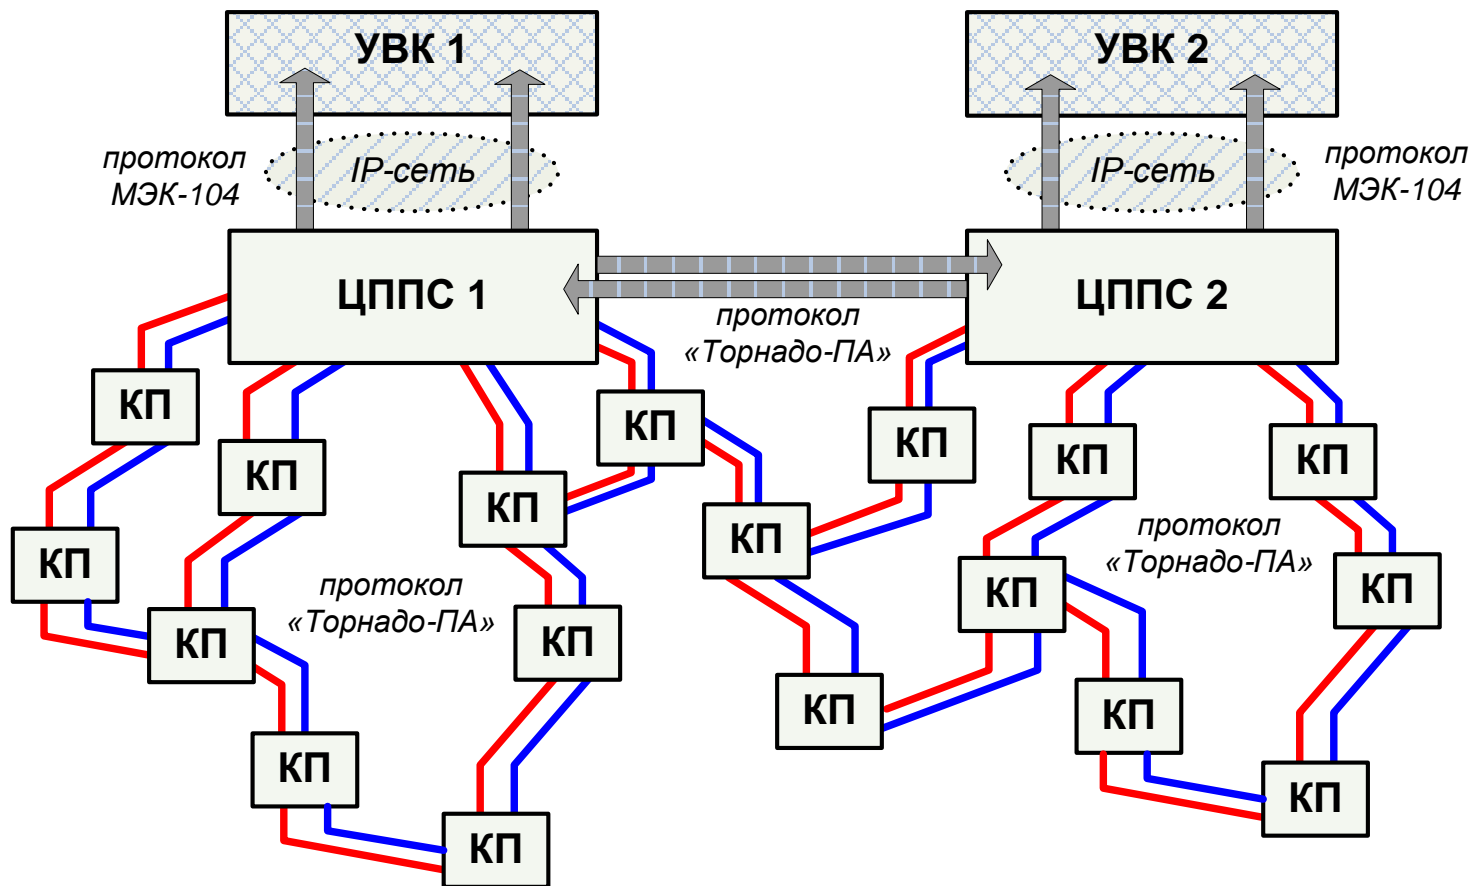 УВК 1
УВК 2
протокол
МЭК-104
IP-сеть
IP-сеть
протокол
МЭК-104
ЦППС 1
ЦППС 2
протокол
«Торнадо-ПА»
КП
КП
КП
КП
КП
КП
КП
КП
КП
протокол
«Торнадо-ПА»
КП
КП
КП
протокол
«Торнадо-ПА»
КП
КП
КП
КП
КП
КП
КП